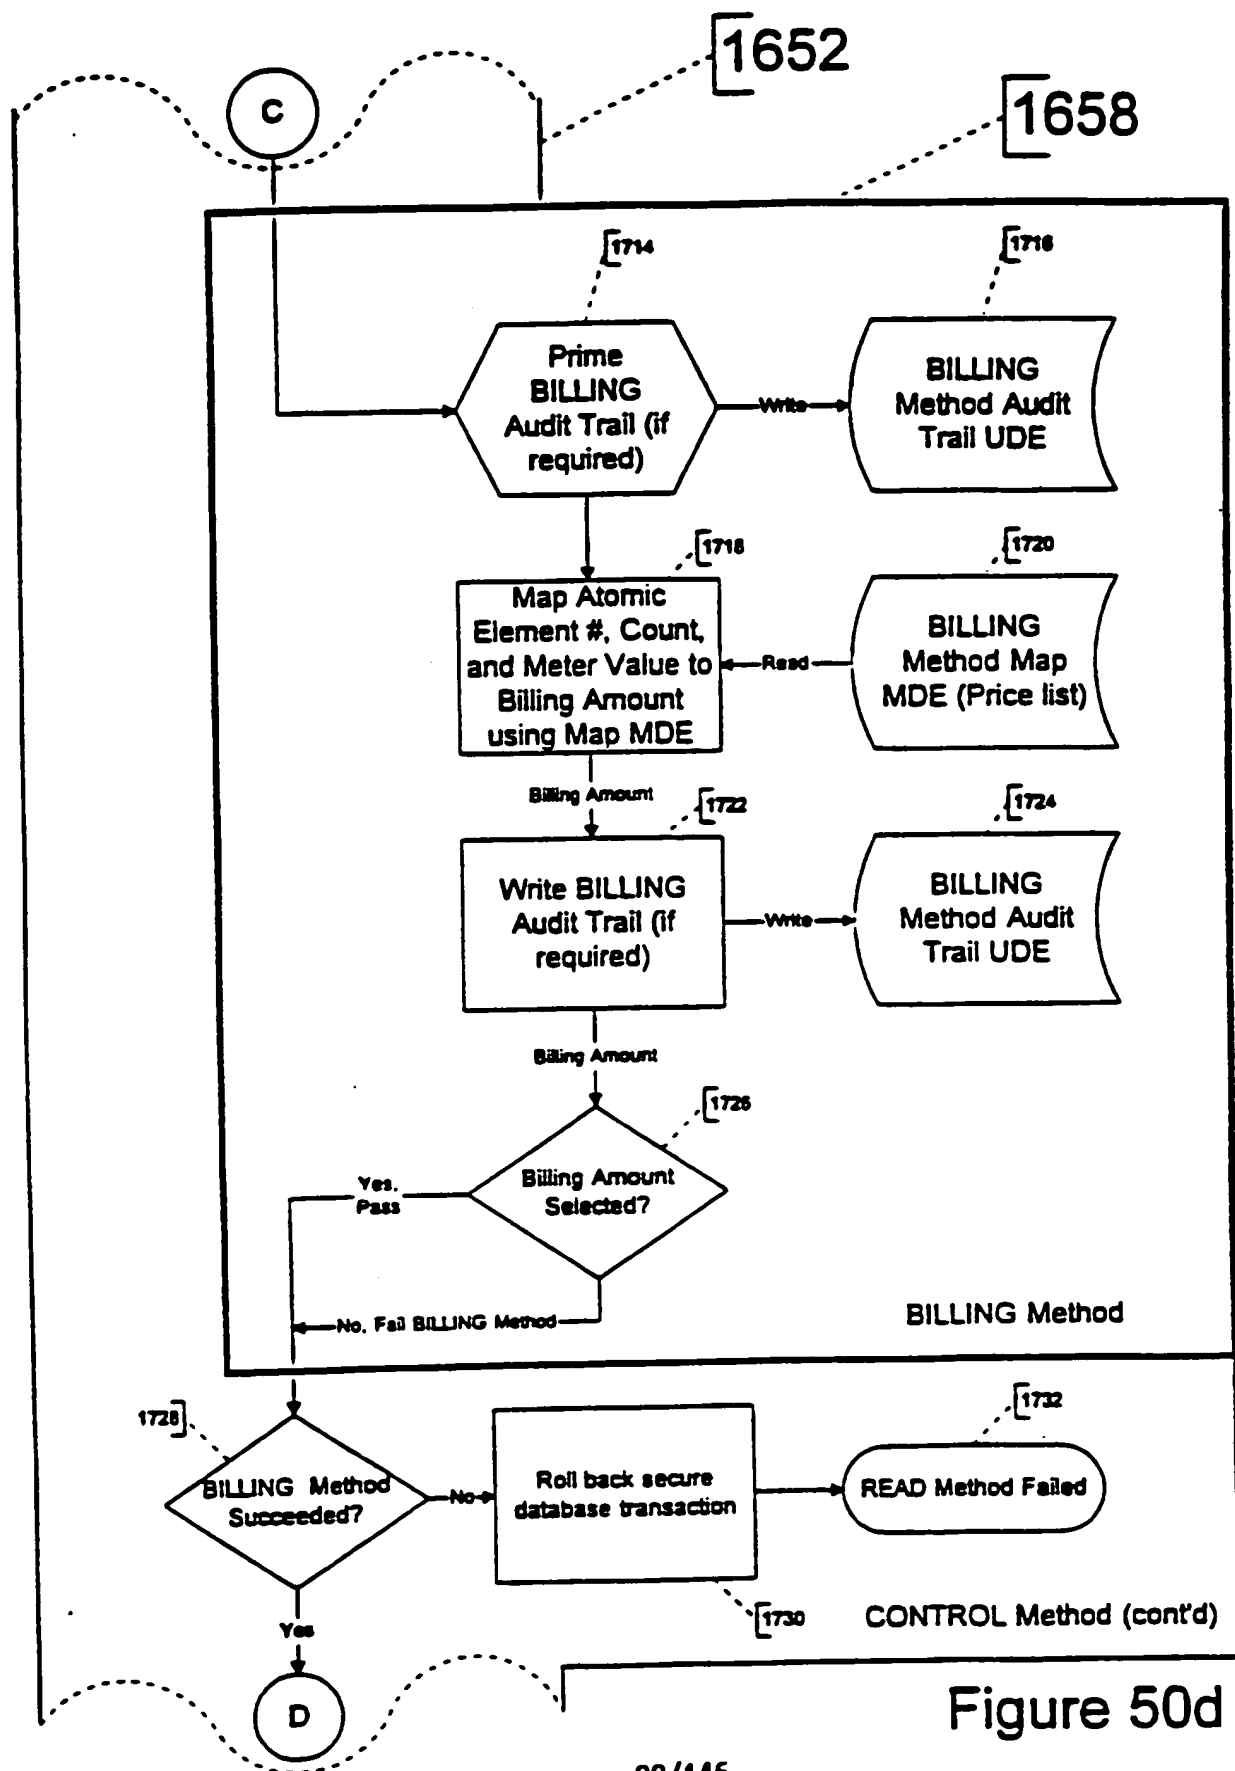 1652
1658
C
1714
1716
Prime
BILLING
Audit Trail (if
required)
Write
BILLING
Method Audit
Trail UDE
1718
1720
Map Atomic
Element #, Count,
and Meter Value to
Billing Amount
using Map MDE
Read
BILLING
Method Map
MDE (Price list)
Billing Amount
1722
1724
Write BILLING
Audit Trail (if
required)
Write
BILLING
Method Audit
Trail UDE
Billing Amount
1726
Billing Amount
Selected?
Yes,
Pass
No, Fail BILLING Method
BILLING Method
1728
1732
BILLING Method
Succeeded?
No
Roll back secure
database transaction
READ Method Failed
1730
CONTROL Method (cont'd)
Yes
D
Figure 50d